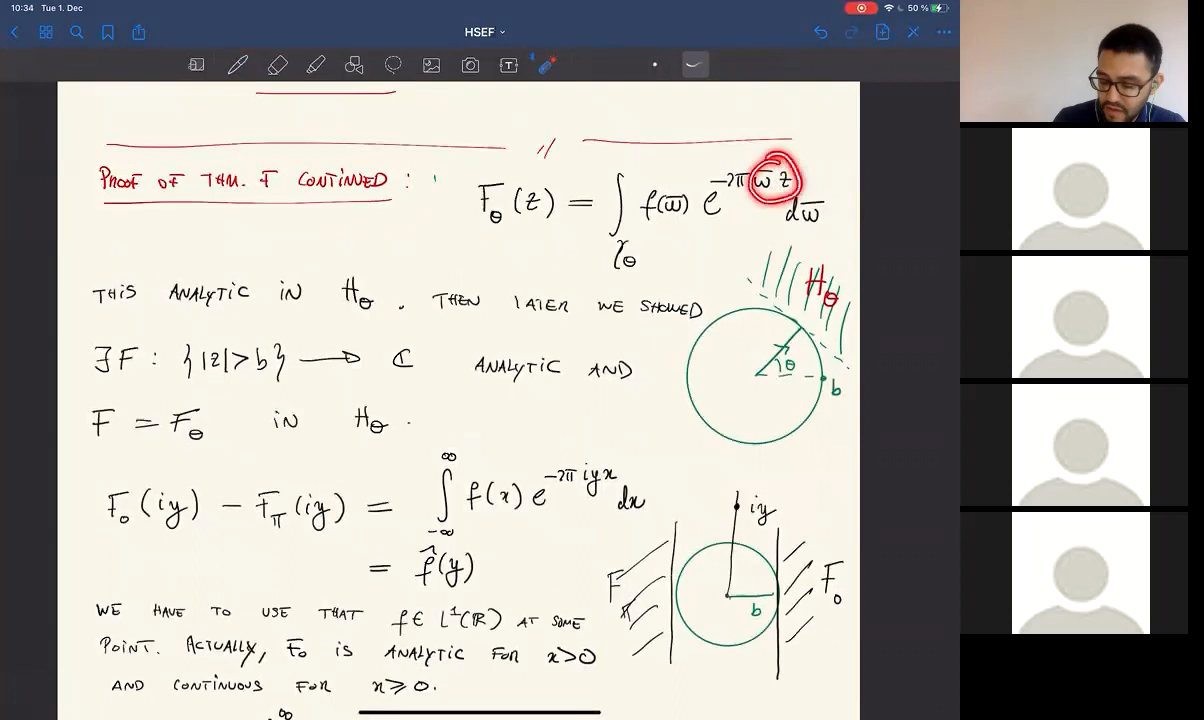 10:34 Tue 1. Dec
50 %
HSEF
PROOF OF THM. F CONTINUED :
F_θ(z) = ∫_{γ_θ} f(ω) e^{-2π ω z} dω
THIS ANALYTIC IN H_θ . THEN LATER WE SHOWED
H_θ
θ
b
∃F : {|z|>b} → ℂ ANALYTIC AND
F = F_θ IN H_θ .
F_0(iy) − F_π(iy) = ∫_{-∞}^{∞} f(x) e^{-2π iyx} dx
iy
= f̂(y)
F_π
F_0
b
WE HAVE TO USE THAT f ∈ L^1(ℝ) AT SOME
POINT. ACTUALLY, F_0 IS ANALYTIC FOR x>0
AND CONTINUOUS FOR x⩾0.
∞